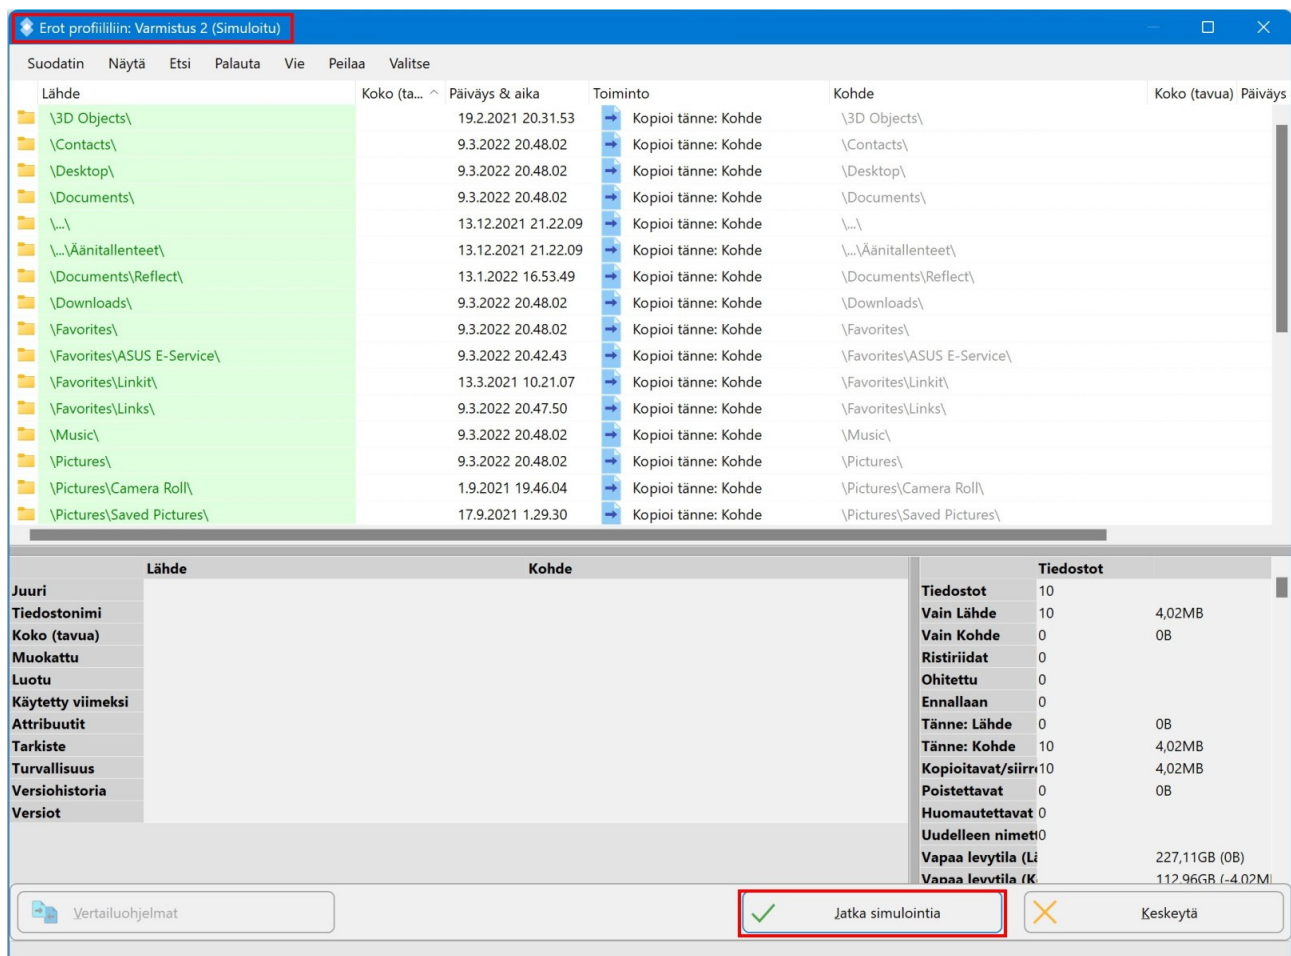 Erot profiililiin: Varmistus 2 (Simuloitu)
Suodatin Näytä Etsi Palauta Vie Peilaa Valitse
Lähde Koko (ta... Päiväys & aika Toiminto Kohde Koko (tavua) Päiväys
\3D Objects\ 19.2.2021 20.31.53 Kopioi tänne: Kohde \3D Objects\
\Contacts\ 9.3.2022 20.48.02 Kopioi tänne: Kohde \Contacts\
\Desktop\ 9.3.2022 20.48.02 Kopioi tänne: Kohde \Desktop\
\Documents\ 9.3.2022 20.48.02 Kopioi tänne: Kohde \Documents\
\...\ 13.12.2021 21.22.09 Kopioi tänne: Kohde \...\
\...\Äänitallenteet\ 13.12.2021 21.22.09 Kopioi tänne: Kohde \...\Äänitallenteet\
\Documents\Reflect\ 13.1.2022 16.53.49 Kopioi tänne: Kohde \Documents\Reflect\
\Downloads\ 9.3.2022 20.48.02 Kopioi tänne: Kohde \Downloads\
\Favorites\ 9.3.2022 20.48.02 Kopioi tänne: Kohde \Favorites\
\Favorites\ASUS E-Service\ 9.3.2022 20.42.43 Kopioi tänne: Kohde \Favorites\ASUS E-Service\
\Favorites\Linkit\ 13.3.2021 10.21.07 Kopioi tänne: Kohde \Favorites\Linkit\
\Favorites\Links\ 9.3.2022 20.47.50 Kopioi tänne: Kohde \Favorites\Links\
\Music\ 9.3.2022 20.48.02 Kopioi tänne: Kohde \Music\
\Pictures\ 9.3.2022 20.48.02 Kopioi tänne: Kohde \Pictures\
\Pictures\Camera Roll\ 1.9.2021 19.46.04 Kopioi tänne: Kohde \Pictures\Camera Roll\
\Pictures\Saved Pictures\ 17.9.2021 1.29.30 Kopioi tänne: Kohde \Pictures\Saved Pictures\
Lähde Kohde
Juuri
Tiedostonimi
Koko (tavua)
Muokattu
Luotu
Käytetty viimeksi
Attribuutit
Tarkiste
Turvallisuus
Versiohistoria
Versiot
Tiedostot
Tiedostot 10
Vain Lähde 10 4,02MB
Vain Kohde 0 0B
Ristiriidat 0
Ohitettu 0
Ennallaan 0
Tänne: Lähde 0 0B
Tänne: Kohde 10 4,02MB
Kopioitavat/siirr 10 4,02MB
Poistettavat 0 0B
Huomautettavat 0
Uudelleen nimett 0
Vapaa levytila (Lä 227,11GB (0B)
Vapaa levytila (K 112,96GB (-4,02M
Vertailuohjelmat
Jatka simulointia
Keskeytä